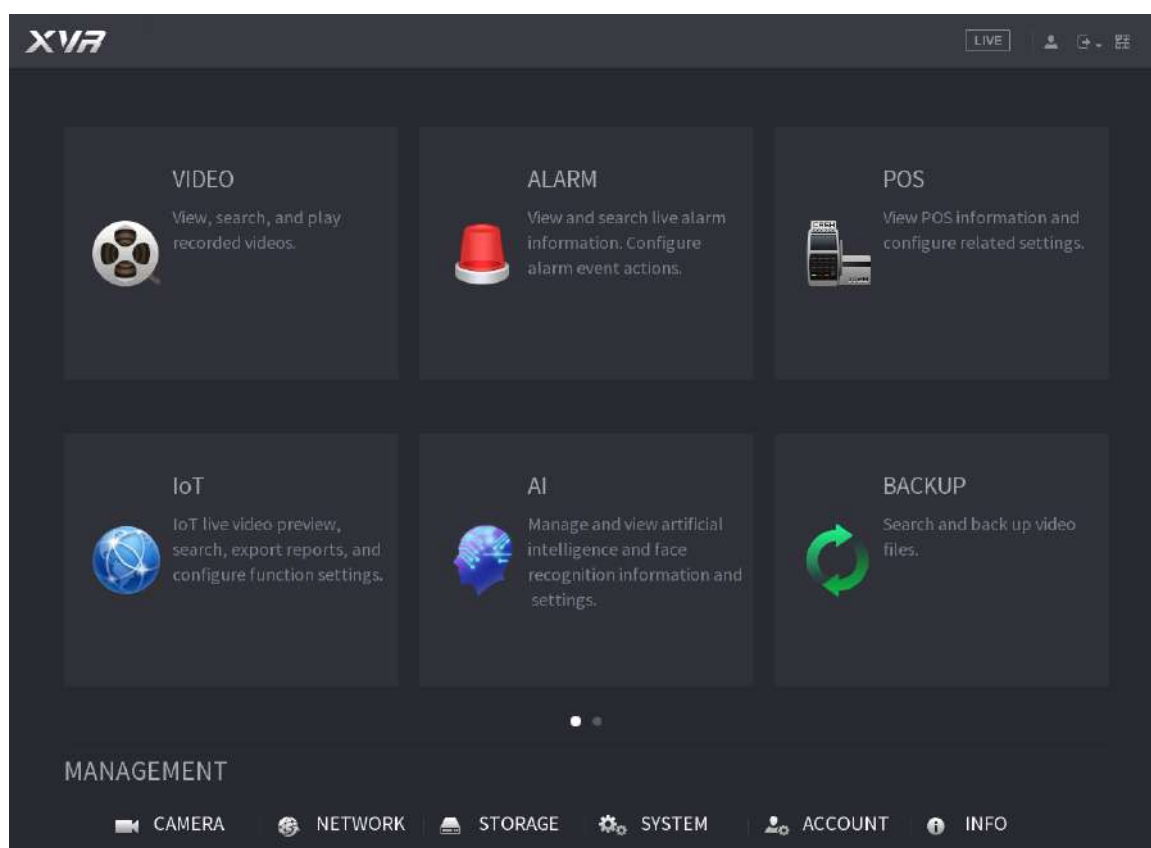 XVR
LIVE
VIDEO
View, search, and play
recorded videos.
ALARM
View and search live alarm
information. Configure
alarm event actions.
POS
View POS information and
configure related settings.
IoT
IoT live video preview,
search, export reports, and
configure function settings.
AI
Manage and view artificial
intelligence and face
recognition information and
settings.
BACKUP
Search and back up video
files.
MANAGEMENT
CAMERA NETWORK STORAGE SYSTEM ACCOUNT INFO